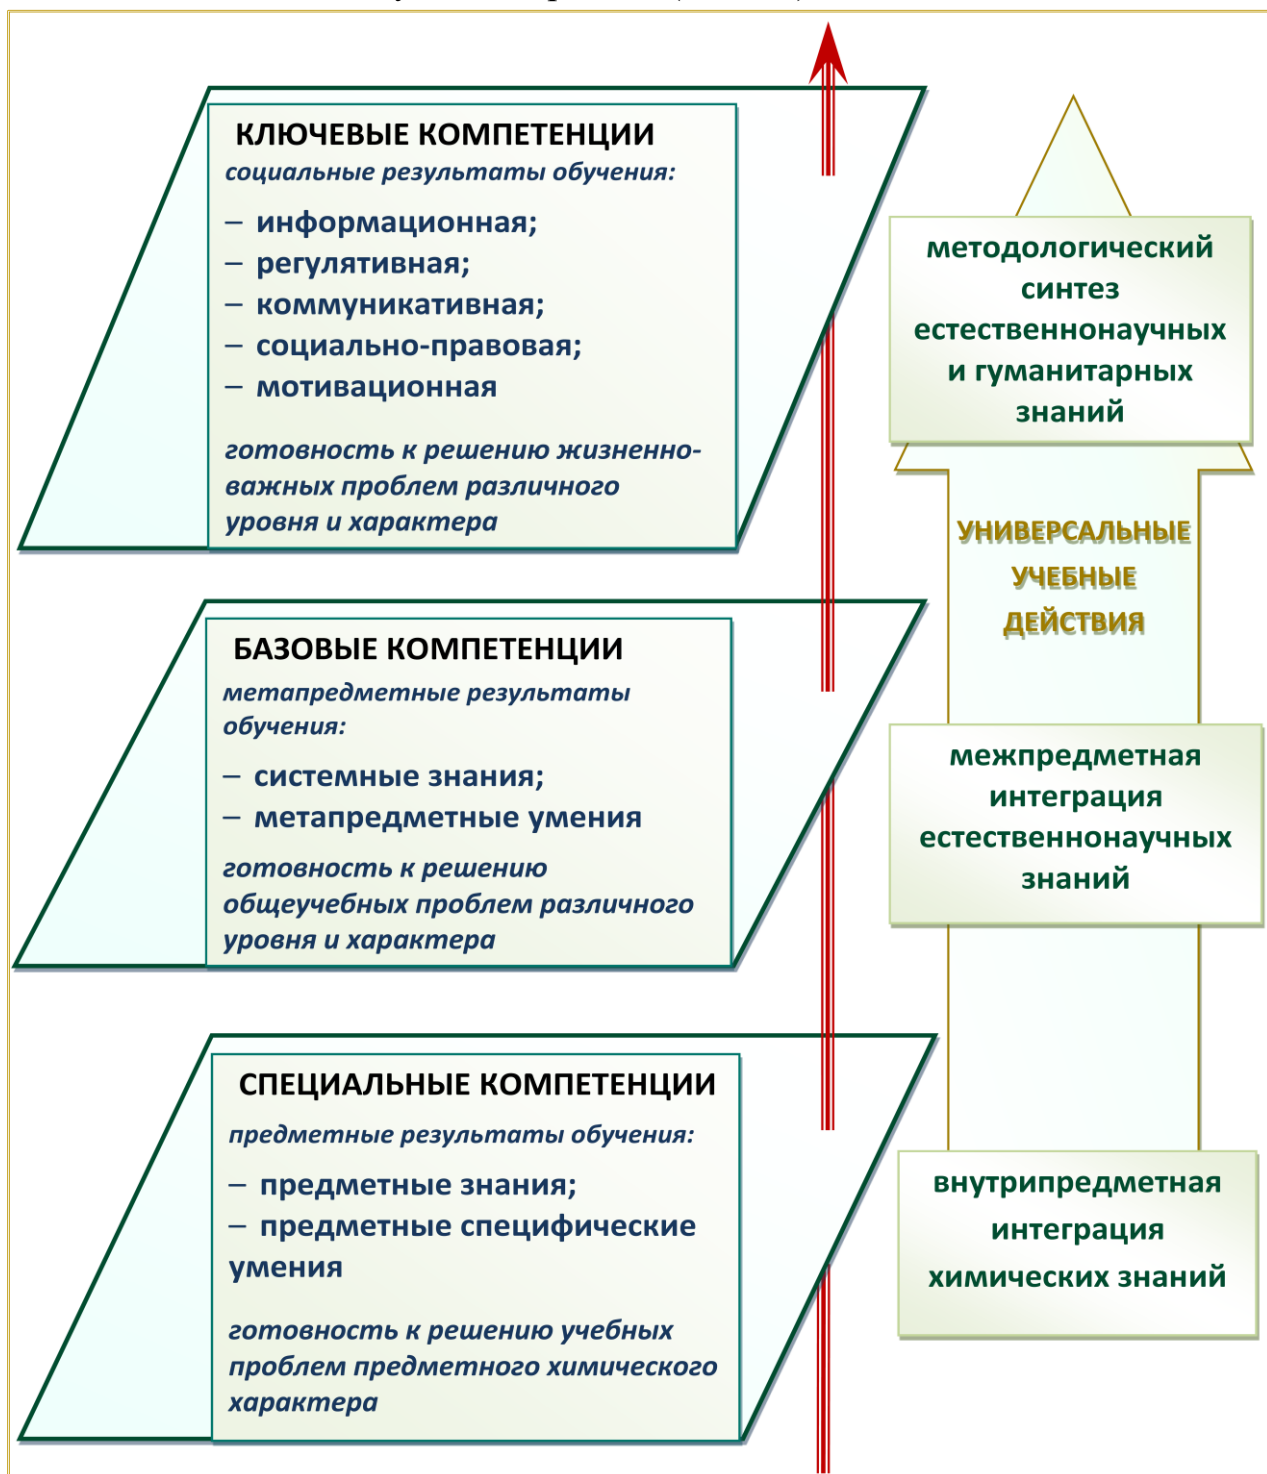 КЛЮЧЕВЫЕ КОМПЕТЕНЦИИ
социальные результаты обучения:
– информационная;
– регулятивная;
– коммуникативная;
– социально-правовая;
– мотивационная
готовность к решению жизненно-
важных проблем различного
уровня и характера
методологический
синтез
естественнонаучных
и гуманитарных
знаний
УНИВЕРСАЛЬНЫЕ
УЧЕБНЫЕ
ДЕЙСТВИЯ
БАЗОВЫЕ КОМПЕТЕНЦИИ
метапредметные результаты
обучения:
– системные знания;
– метапредметные умения
готовность к решению
общеучебных проблем различного
уровня и характера
межпредметная
интеграция
естественнонаучных
знаний
СПЕЦИАЛЬНЫЕ КОМПЕТЕНЦИИ
предметные результаты обучения:
– предметные знания;
– предметные специфические
умения
готовность к решению учебных
проблем предметного химического
характера
внутрипредметная
интеграция
химических знаний